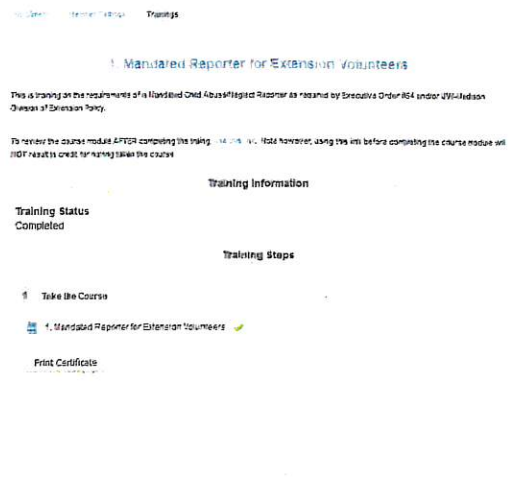 Trainings
1. Mandated Reporter for Extension Volunteers
This is training on the requirements of a Mandated Child Abuse/Neglect Reporter as required by Executive Order #54 and/or UW-Madison
Division of Extension Policy.
To review the course module AFTER completing the training, Note however, using this link before completing the course module will
NOT result in credit for having taken the course
Training Information
Training Status
Completed
Training Steps
1 Take the Course
1. Mandated Reporter for Extension Volunteers
Print Certificate